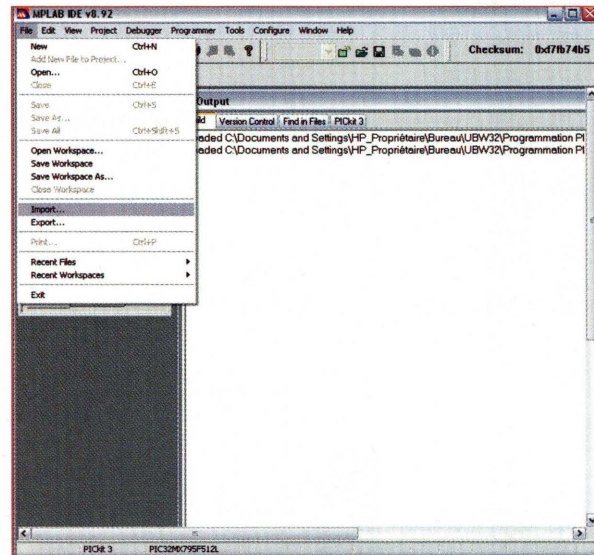 MPLAB IDE v8.92
File Edit View Project Debugger Programmer Tools Configure Window Help
Checksum: 0xd7fb74b5
New Ctrl+N
Add New File to Project...
Open... Ctrl+O
Close Ctrl+E
Save Ctrl+S
Save As...
Save All Ctrl+Shift+S
Open Workspace...
Save Workspace
Save Workspace As...
Close Workspace
Import...
Export...
Print... Ctrl+P
Recent Files
Recent Workspaces
Exit
Output
ild Version Control Find in Files PICkit 3
aded C:\Documents and Settings\HP_Propriétaire\Bureau\UBW32\Programmation PI
aded C:\Documents and Settings\HP_Propriétaire\Bureau\UBW32\Programmation PI
PICkit 3 PIC32MX795F512L